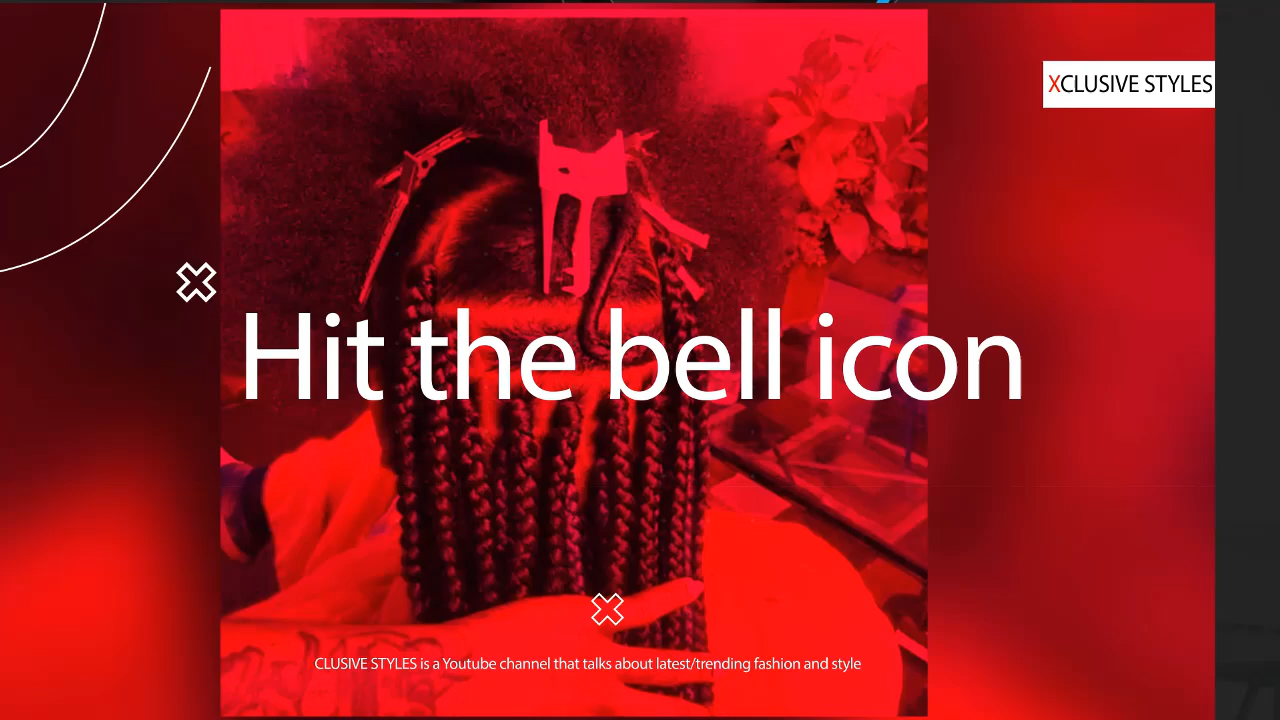 XCLUSIVE STYLES
Hit the bell icon
CLUSIVE STYLES is a Youtube channel that talks about latest/trending fashion and style